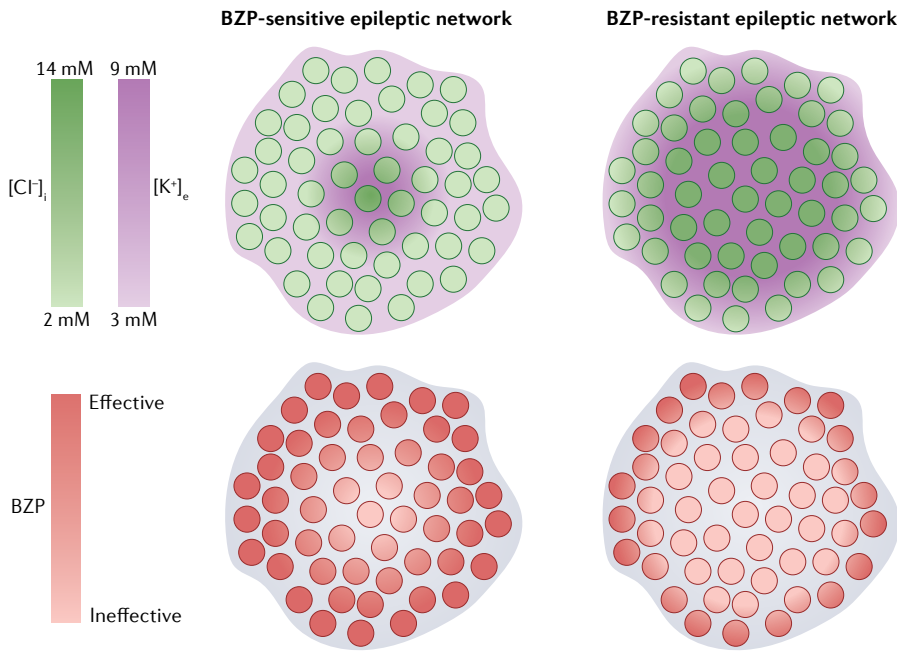 BZP-sensitive epileptic network
BZP-resistant epileptic network
14 mM
9 mM
[Cl⁻]i
[K⁺]e
2 mM
3 mM
BZP
Effective
Ineffective